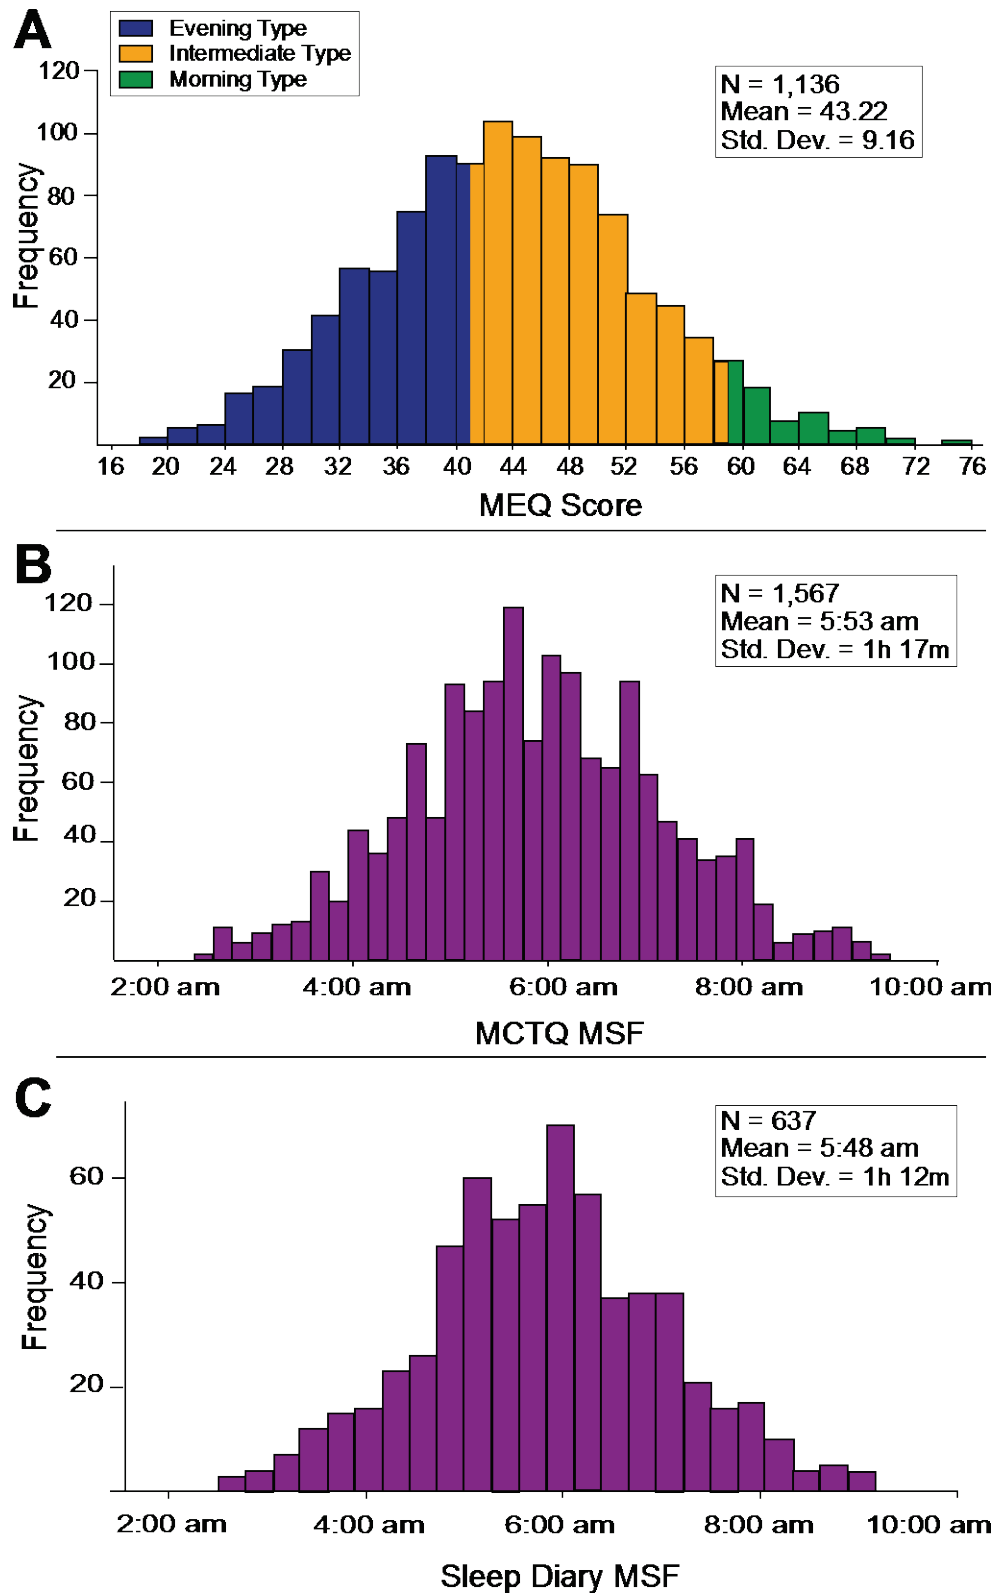 A
Evening Type
Intermediate Type
Morning Type
N = 1,136
Mean = 43.22
Std. Dev. = 9.16
Frequency
120
100
80
60
40
20
16 20 24 28 32 36 40 44 48 52 56 60 64 68 72 76
MEQ Score
B
N = 1,567
Mean = 5:53 am
Std. Dev. = 1h 17m
Frequency
120
100
80
60
40
20
2:00 am 4:00 am 6:00 am 8:00 am 10:00 am
MCTQ MSF
C
N = 637
Mean = 5:48 am
Std. Dev. = 1h 12m
Frequency
60
40
20
2:00 am 4:00 am 6:00 am 8:00 am 10:00 am
Sleep Diary MSF